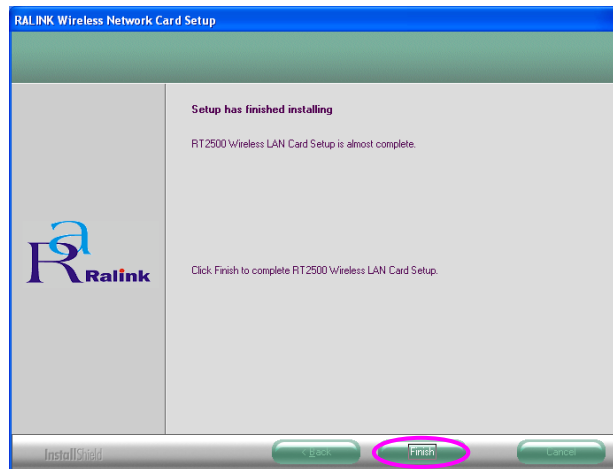 RALINK Wireless Network Card Setup
Setup has finished installing
RT2500 Wireless LAN Card Setup is almost complete.
Ra
Ralink
Click Finish to complete RT2500 Wireless LAN Card Setup.
InstallShield
< Back
Finish
Cancel